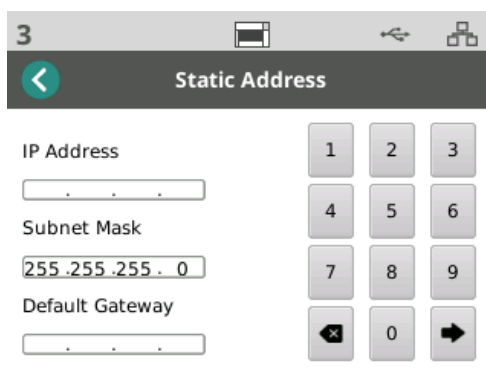 3
Static Address
IP Address
. . .
Subnet Mask
255 .255 .255 . 0
Default Gateway
. . .
1 2 3
4 5 6
7 8 9
0